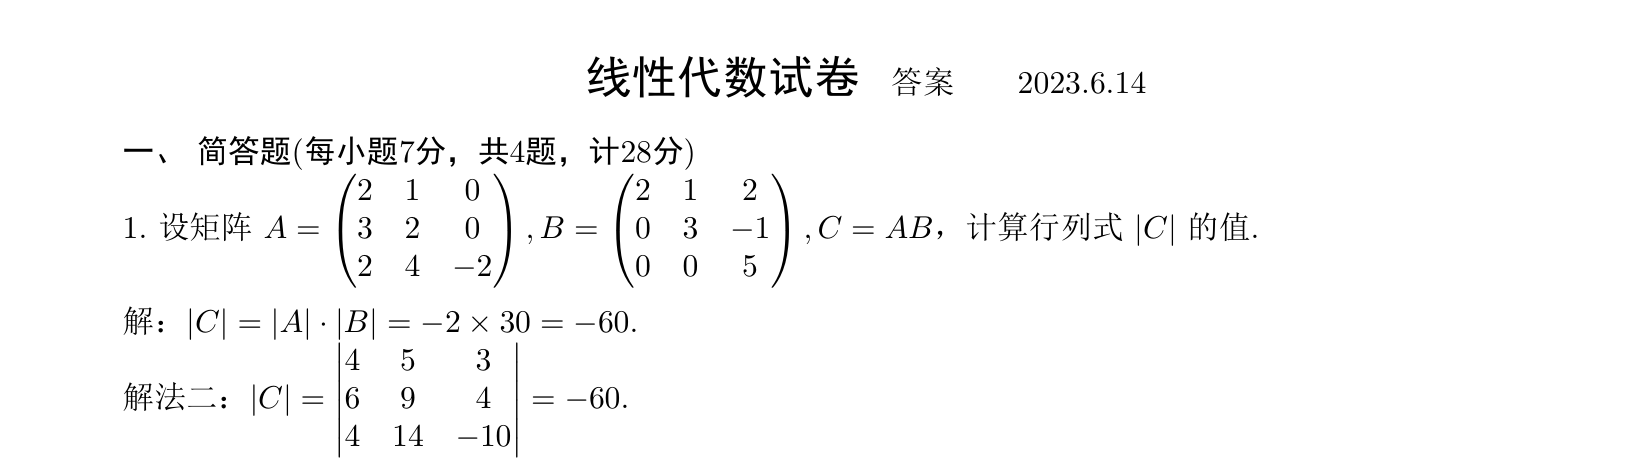 线性代数试卷 答案 2023.6.14
一、 简答题(每小题7分，共4题，计28分)
1. 设矩阵 $A = \begin{pmatrix} 2 & 1 & 0 \\ 3 & 2 & 0 \\ 2 & 4 & -2 \end{pmatrix}, B = \begin{pmatrix} 2 & 1 & 2 \\ 0 & 3 & -1 \\ 0 & 0 & 5 \end{pmatrix}, C = AB$，计算行列式 $|C|$ 的值.
解：$|C| = |A| \cdot |B| = -2 \times 30 = -60.$
解法二：$|C| = \begin{vmatrix} 4 & 5 & 3 \\ 6 & 9 & 4 \\ 4 & 14 & -10 \end{vmatrix} = -60.$